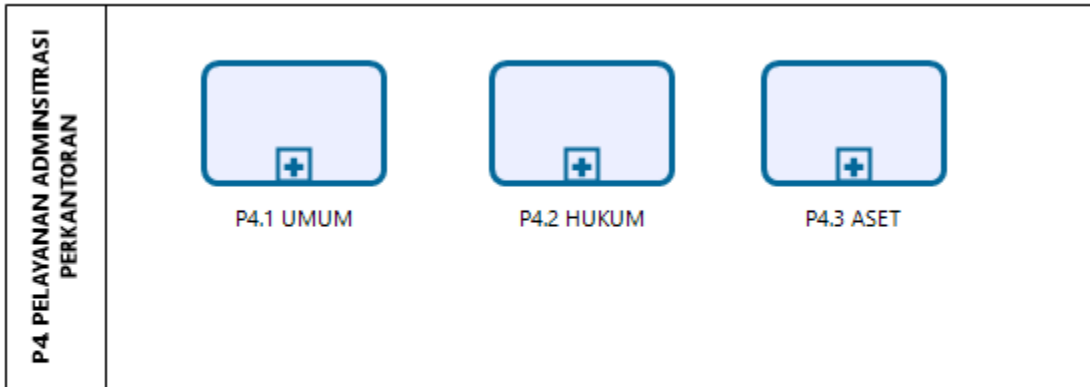 P4. PELAYANAN ADMINSITRASI
PERKANTORAN
P4.1 UMUM
P4.2 HUKUM
P4.3 ASET